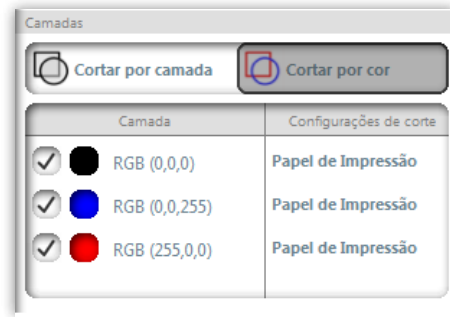 Camadas
Cortar por camada Cortar por cor
Camada Configurações de corte
RGB (0,0,0) Papel de Impressão
RGB (0,0,255) Papel de Impressão
RGB (255,0,0) Papel de Impressão